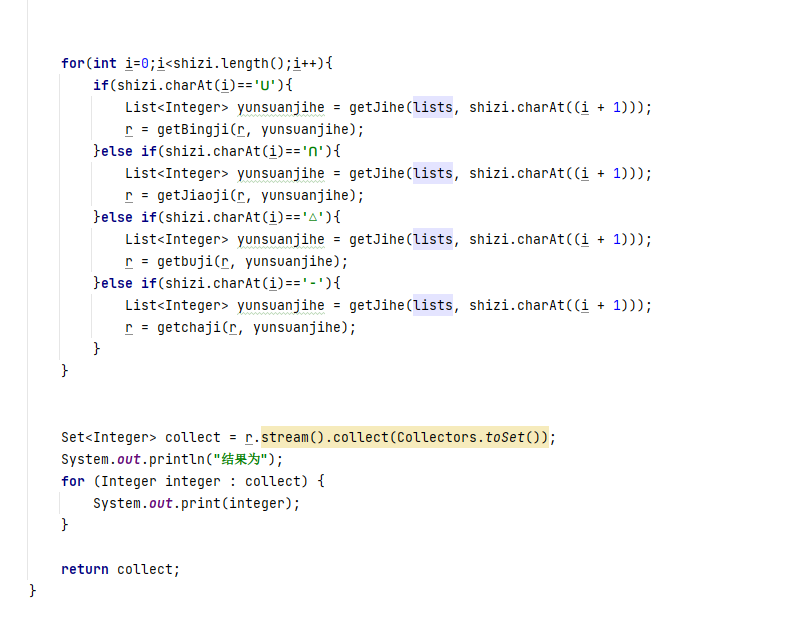 for(int i=0;i<shizi.length();i++){
if(shizi.charAt(i)=='∪'){
List<Integer> yunsuanjihe = getJihe(lists, shizi.charAt((i + 1)));
r = getBingji(r, yunsuanjihe);
}else if(shizi.charAt(i)=='∩'){
List<Integer> yunsuanjihe = getJihe(lists, shizi.charAt((i + 1)));
r = getJiaoji(r, yunsuanjihe);
}else if(shizi.charAt(i)=='△'){
List<Integer> yunsuanjihe = getJihe(lists, shizi.charAt((i + 1)));
r = getbuji(r, yunsuanjihe);
}else if(shizi.charAt(i)=='-'){
List<Integer> yunsuanjihe = getJihe(lists, shizi.charAt((i + 1)));
r = getchaji(r, yunsuanjihe);
}
}
Set<Integer> collect = r.stream().collect(Collectors.toSet());
System.out.println("结果为");
for (Integer integer : collect) {
System.out.print(integer);
}
return collect;
}